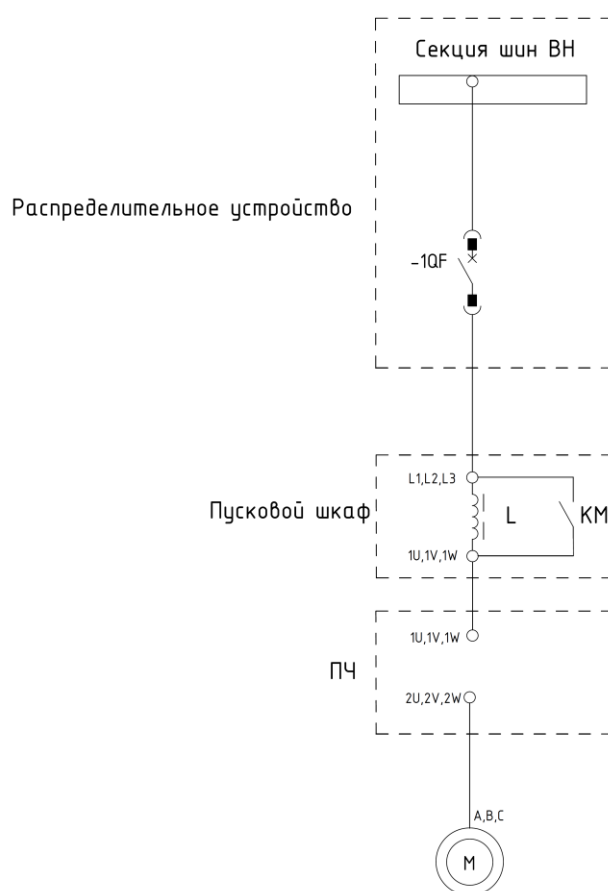 Секция шин ВН
Распределительное устройство
-1QF
L1,L2,L3
Пусковой шкаф
L
KM
1U,1V,1W
1U,1V,1W
ПЧ
2U,2V,2W
A,B,C
M